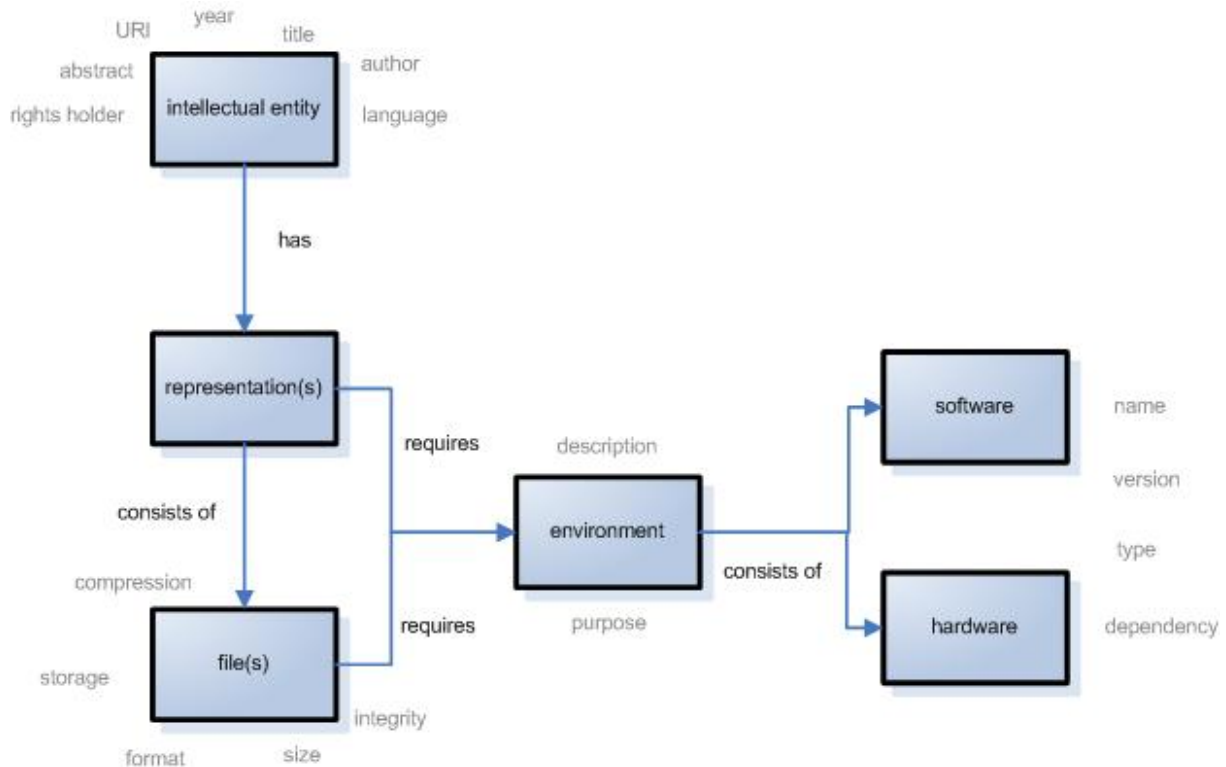 year
URI
title
abstract
author
intellectual entity
rights holder
language
has
representation(s)
software
name
requires
description
version
consists of
environment
type
consists of
compression
requires
purpose
hardware
dependency
file(s)
storage
integrity
format
size